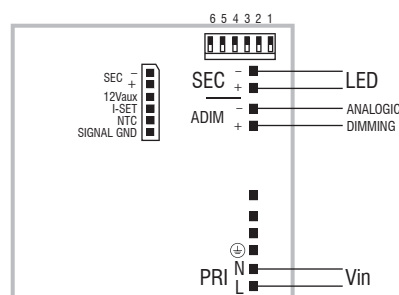 6 5 4 3 2 1
SEC −
+
12Vaux
I-SET
NTC
SIGNAL GND
SEC −
+
LED
ADIM −
+
ANALOGIC
DIMMING
PRI N
L
Vin